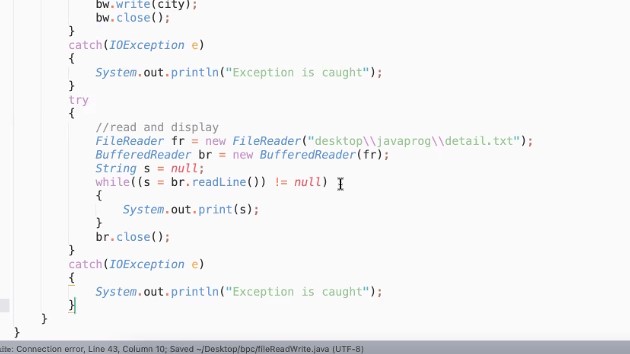 bw.write(city);
bw.close();
}
catch(IOException e)
{
System.out.println("Exception is caught");
}
try
{
//read and display
FileReader fr = new FileReader("desktop\\javaprog\\detail.txt");
BufferedReader br = new BufferedReader(fr);
String s = null;
while((s = br.readLine()) != null)
{
System.out.print(s);
}
br.close();
}
catch(IOException e)
{
System.out.println("Exception is caught");
}
}
}
Connection error, Line 43, Column 10; Saved ~/Desktop/bpc/fileReadWrite.java (UTF-8)